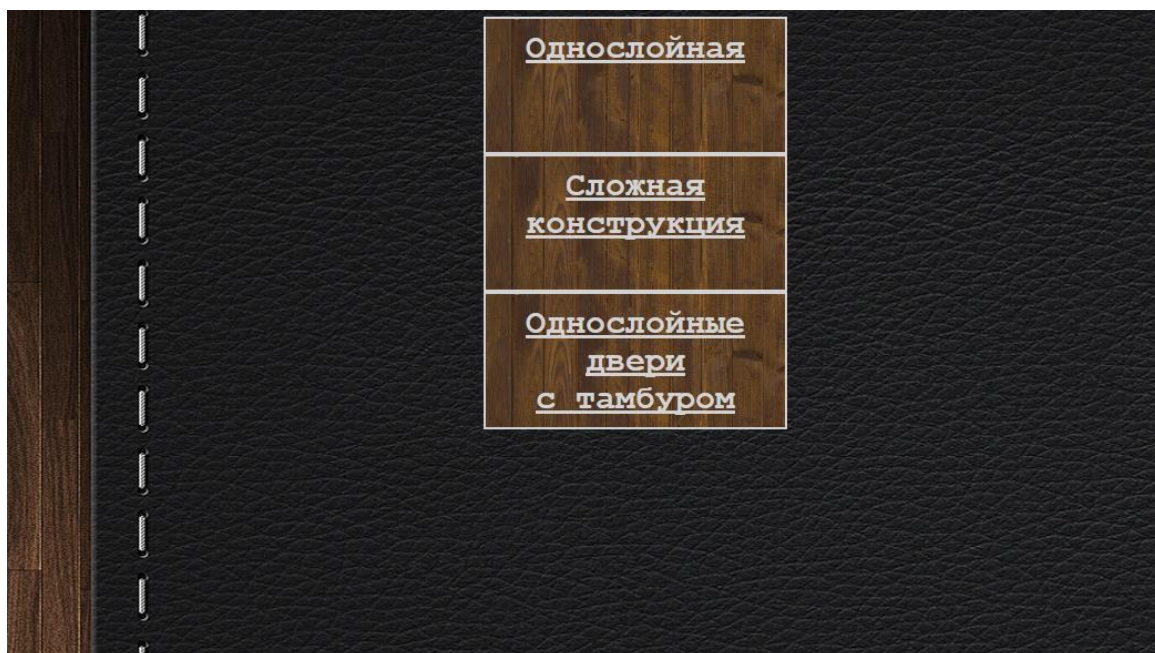 Однослойная
Сложная
конструкция
Однослойные
двери
с тамбуром